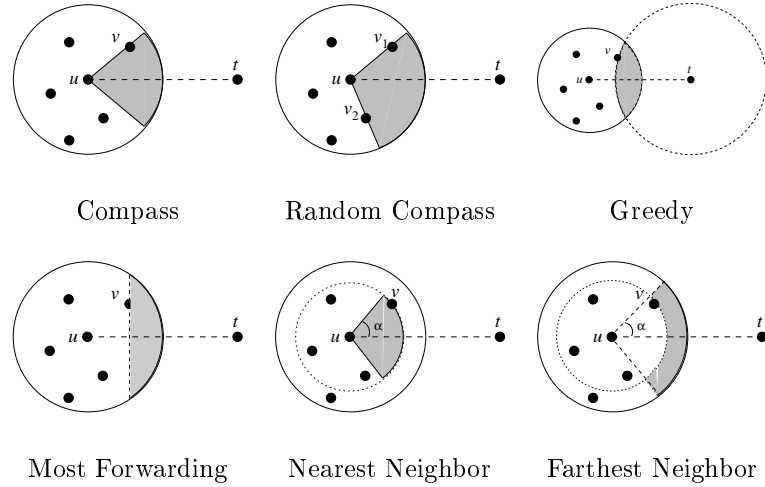 v
u
t
Compass
v1
u
v2
t
Random Compass
v
u
t
Greedy
v
u
t
Most Forwarding
v
u
α
t
Nearest Neighbor
v
u
α
t
Farthest Neighbor